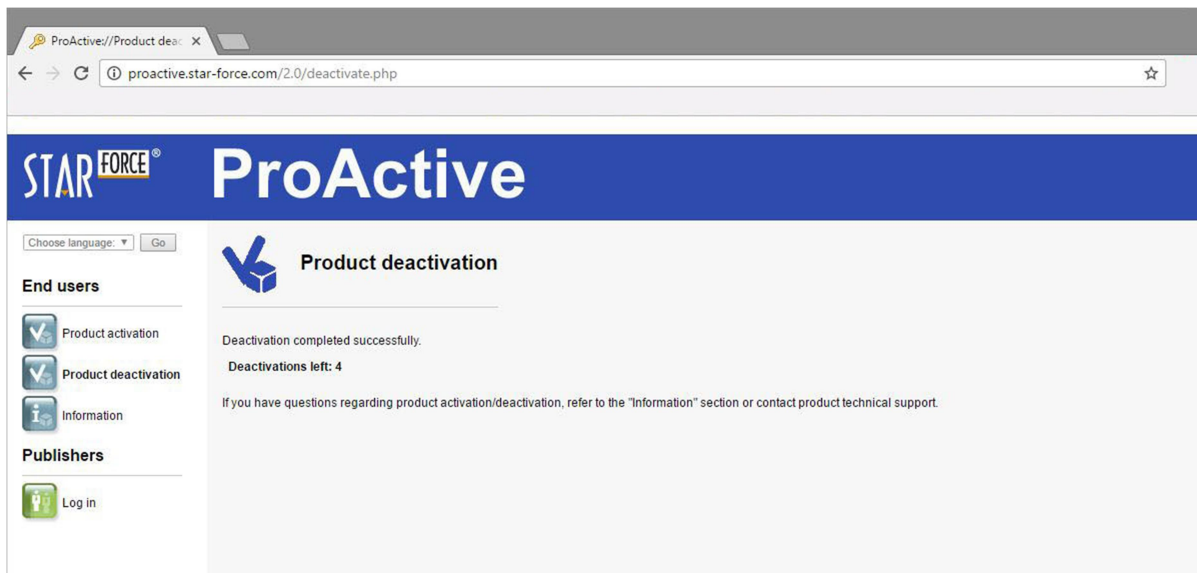 ProActive://Product deac
proactive.star-force.com/2.0/deactivate.php
STAR FORCE® ProActive
Choose language: Go
Product deactivation
End users
Product activation
Product deactivation
Information
Publishers
Log in
Deactivation completed successfully.
Deactivations left: 4
If you have questions regarding product activation/deactivation, refer to the "Information" section or contact product technical support.